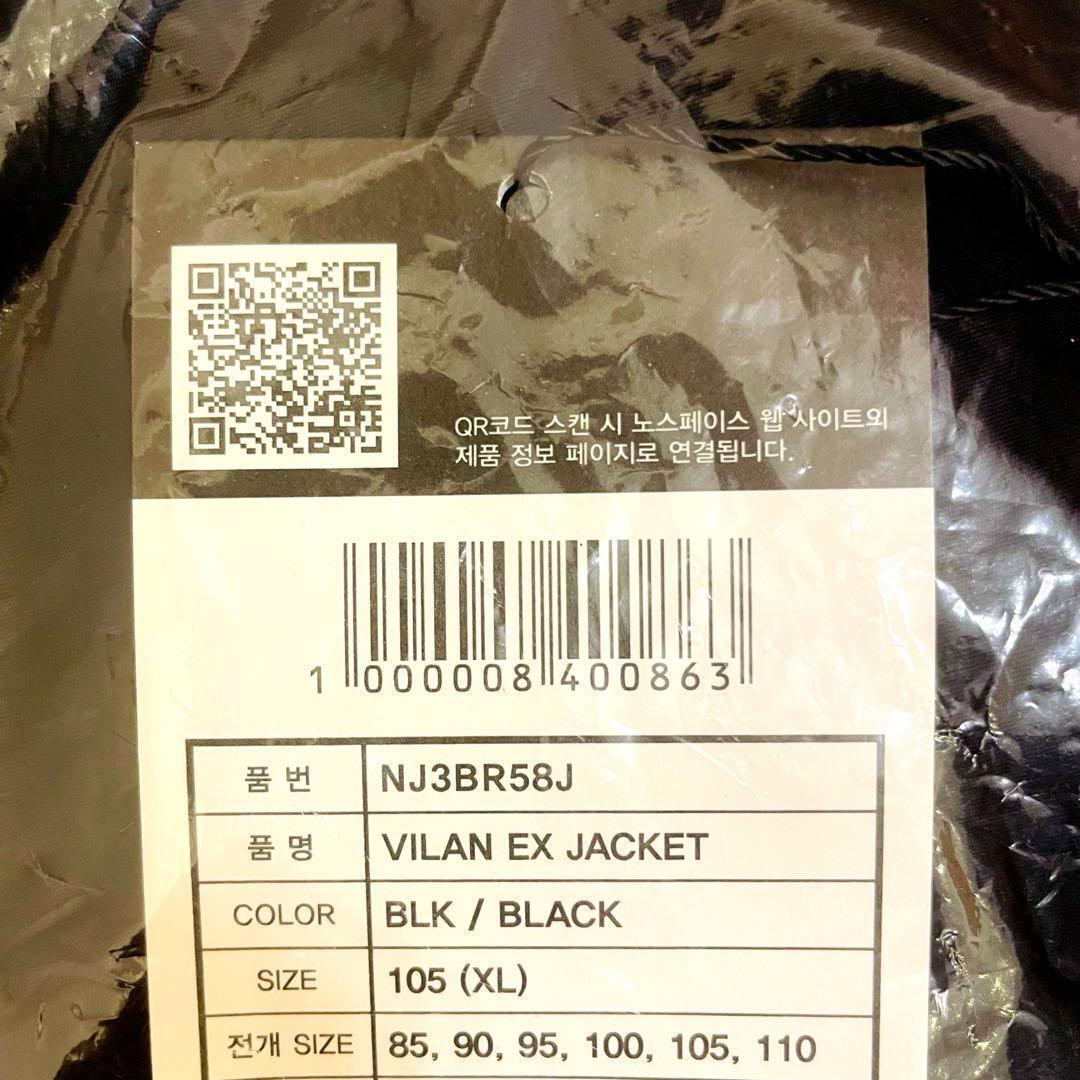 QR코드 스캔 시 노스페이스 웹 사이트의
제품 정보 페이지로 연결됩니다.
1 000008 400863
품 번 NJ3BR58J
품 명 VILAN EX JACKET
COLOR BLK / BLACK
SIZE 105 (XL)
전개 SIZE 85, 90, 95, 100, 105, 110